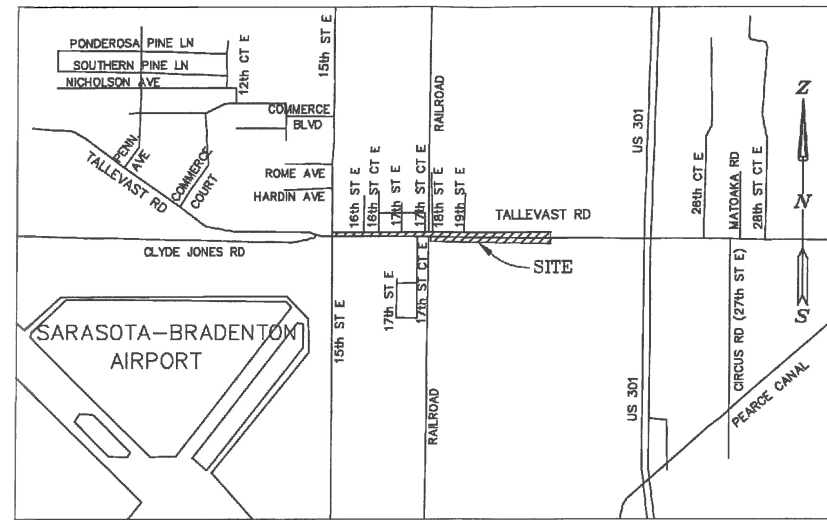 PONDEROSA PINE LN
SOUTHERN PINE LN
NICHOLSON AVE
12th CT E
15th ST E
COMMERCE
BLVD
RAILROAD
US 301
PENN.
AVE
COMMERCE
COURT
TALLEVAST RD
ROME AVE
HARDIN AVE
16th ST E
16th CT E
17th ST E
17th CT E
18th ST E
19th ST E
TALLEVAST RD
26th CT E
MATOAKA RD
28th ST CT E
Z
N
S
CLYDE JONES RD
SITE
SARASOTA-BRADENTON
AIRPORT
15th ST E
17th ST E
17th ST CT E
RAILROAD
US 301
CIRCUS RD (27th ST E)
PEARCE CANAL